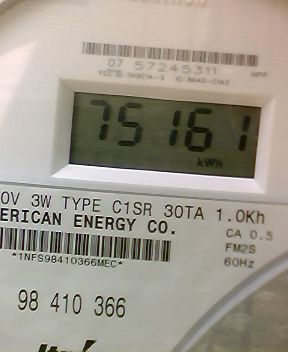 07 57245311
75161
kWh
0V 3W TYPE C1SR 30TA 1.0Kh
ERICAN ENERGY CO.
CA 0.5
FM2S
60Hz
*1NFS98410366MEC*
98 410 366